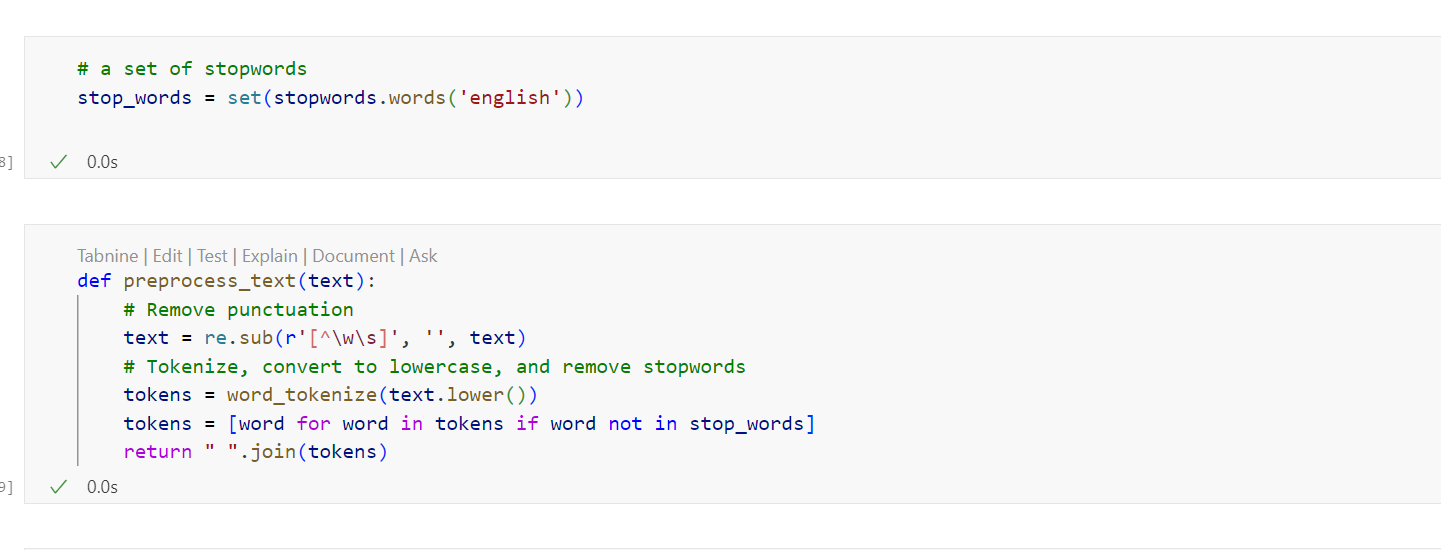 # a set of stopwords
stop_words = set(stopwords.words('english'))
8]
0.0s
Tabnine | Edit | Test | Explain | Document | Ask
def preprocess_text(text):
    # Remove punctuation
    text = re.sub(r'[^\w\s]', '', text)
    # Tokenize, convert to lowercase, and remove stopwords
    tokens = word_tokenize(text.lower())
    tokens = [word for word in tokens if word not in stop_words]
    return " ".join(tokens)
9]
0.0s